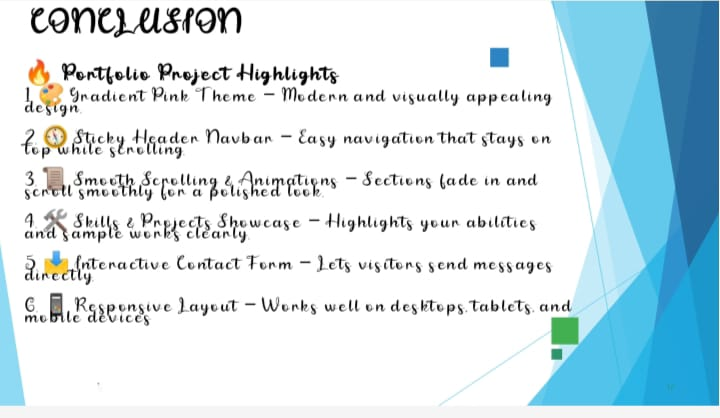 CONCLUSION
🔥 Portfolio Project Highlights
1. 🎨 Gradient Pink Theme – Modern and visually appealing
design.
2. 🧭 Sticky Header Navbar – Easy navigation that stays on
top while scrolling.
3. 📜 Smooth Scrolling & Animations – Sections fade in and
scroll smoothly for a polished look.
4. 🛠 Skills & Projects Showcase – Highlights your abilities
and sample works clearly.
5. 📩 Interactive Contact Form – Lets visitors send messages
directly.
6. 📱 Responsive Layout – Works well on desktops, tablets, and
mobile devices